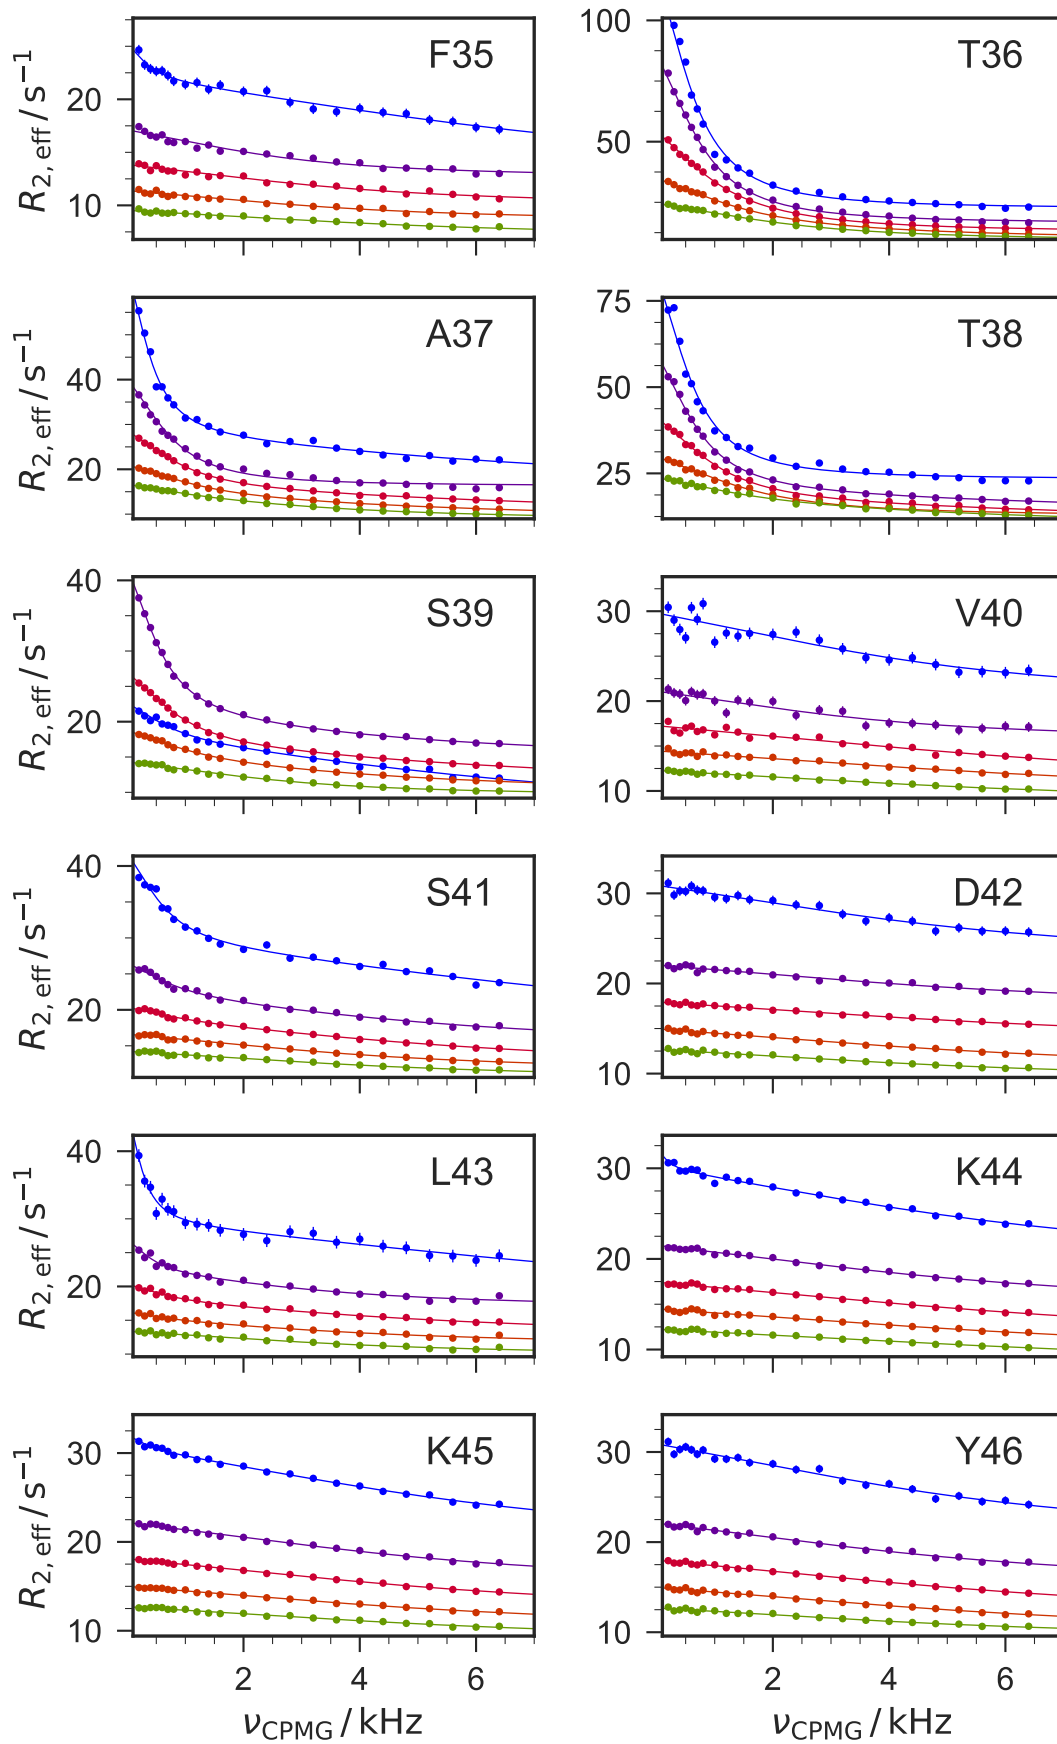 F35
20
10
R2, eff / s−1
T36
100
50
A37
40
20
R2, eff / s−1
T38
75
50
25
S39
40
20
R2, eff / s−1
V40
30
20
10
S41
40
20
R2, eff / s−1
D42
30
20
10
L43
40
20
R2, eff / s−1
K44
30
20
10
K45
30
20
10
R2, eff / s−1
2 4 6
νCPMG / kHz
Y46
30
20
10
2 4 6
νCPMG / kHz